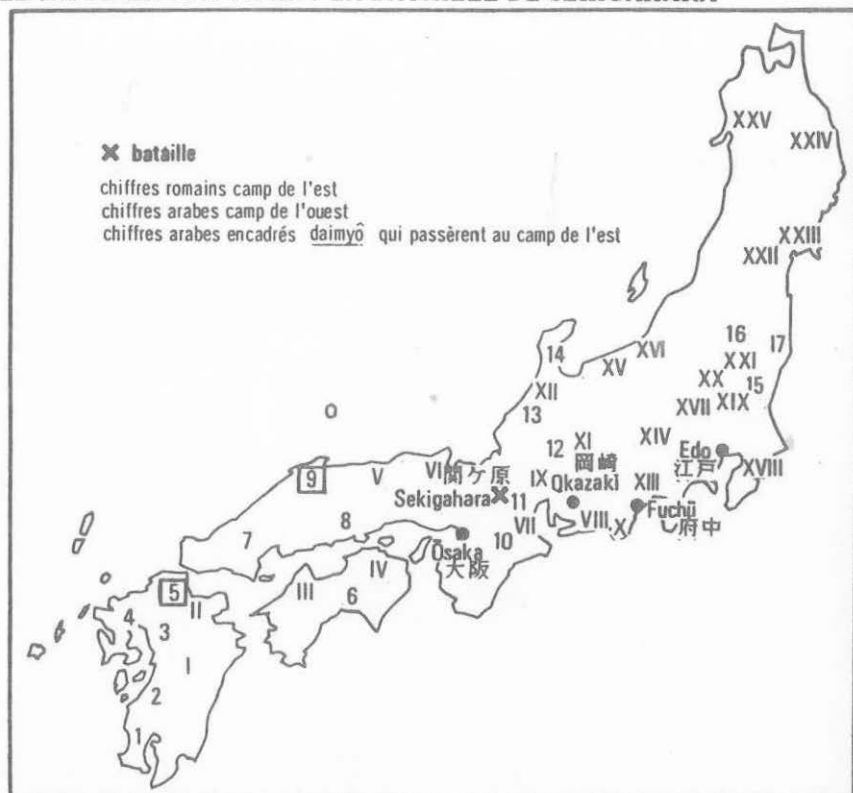 ✕ bataille
chiffres romains camp de l'est
chiffres arabes camp de l'ouest
chiffres arabes encadrés daimyô qui passèrent au camp de l'est
XXV
XXIV
XXIII
XXII
16
17
14
XVI
XXI
XV
XX
15
XII
XVII
XIX
13
XIV
12
XI
Edo
岡崎
江戸
XVIII
9
V
VI
関ケ原
IX
Okazaki
XIII
Sekigahara
11
Fuchū
8
VII
VIII
X
府中
7
Ōsaka
10
大阪
IV
5
III
II
6
4
3
I
2
1